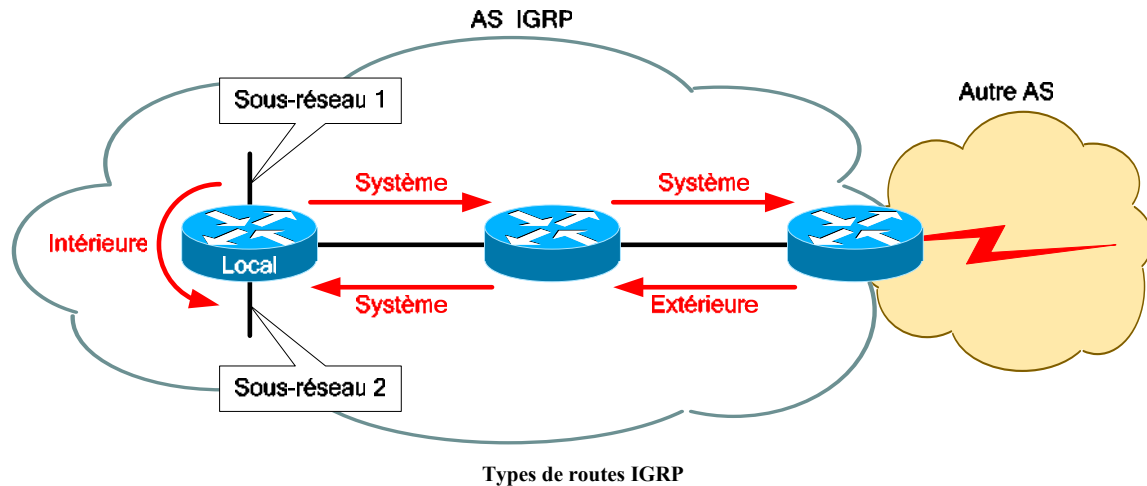 AS IGRP
Sous-réseau 1
Autre AS
Système
Système
Intérieure
Local
Système
Extérieure
Sous-réseau 2
Types de routes IGRP